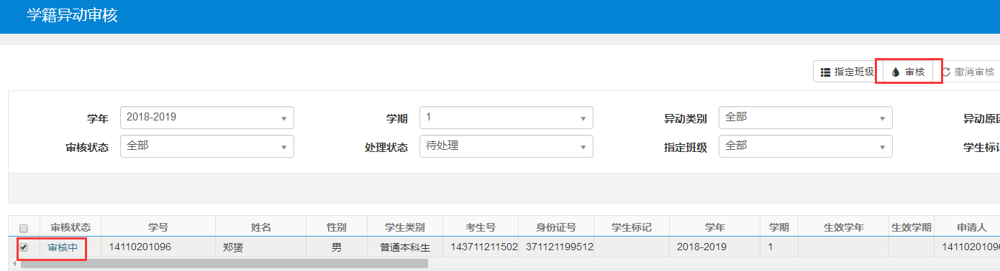 学籍异动审核
指定班级 审核 撤消审核
学年 2018-2019 学期 1 异动类别 全部 异动原因
审核状态 全部 处理状态 待处理 指定班级 全部 学生标记
审核状态 学号 姓名 性别 学生类别 考生号 身份证号 学生标记 学年 学期 生效学年 生效学期 申请人
审核中 14110201096 郑赟 男 普通本科生 143711211502 371121199512 2018-2019 1 14110201096